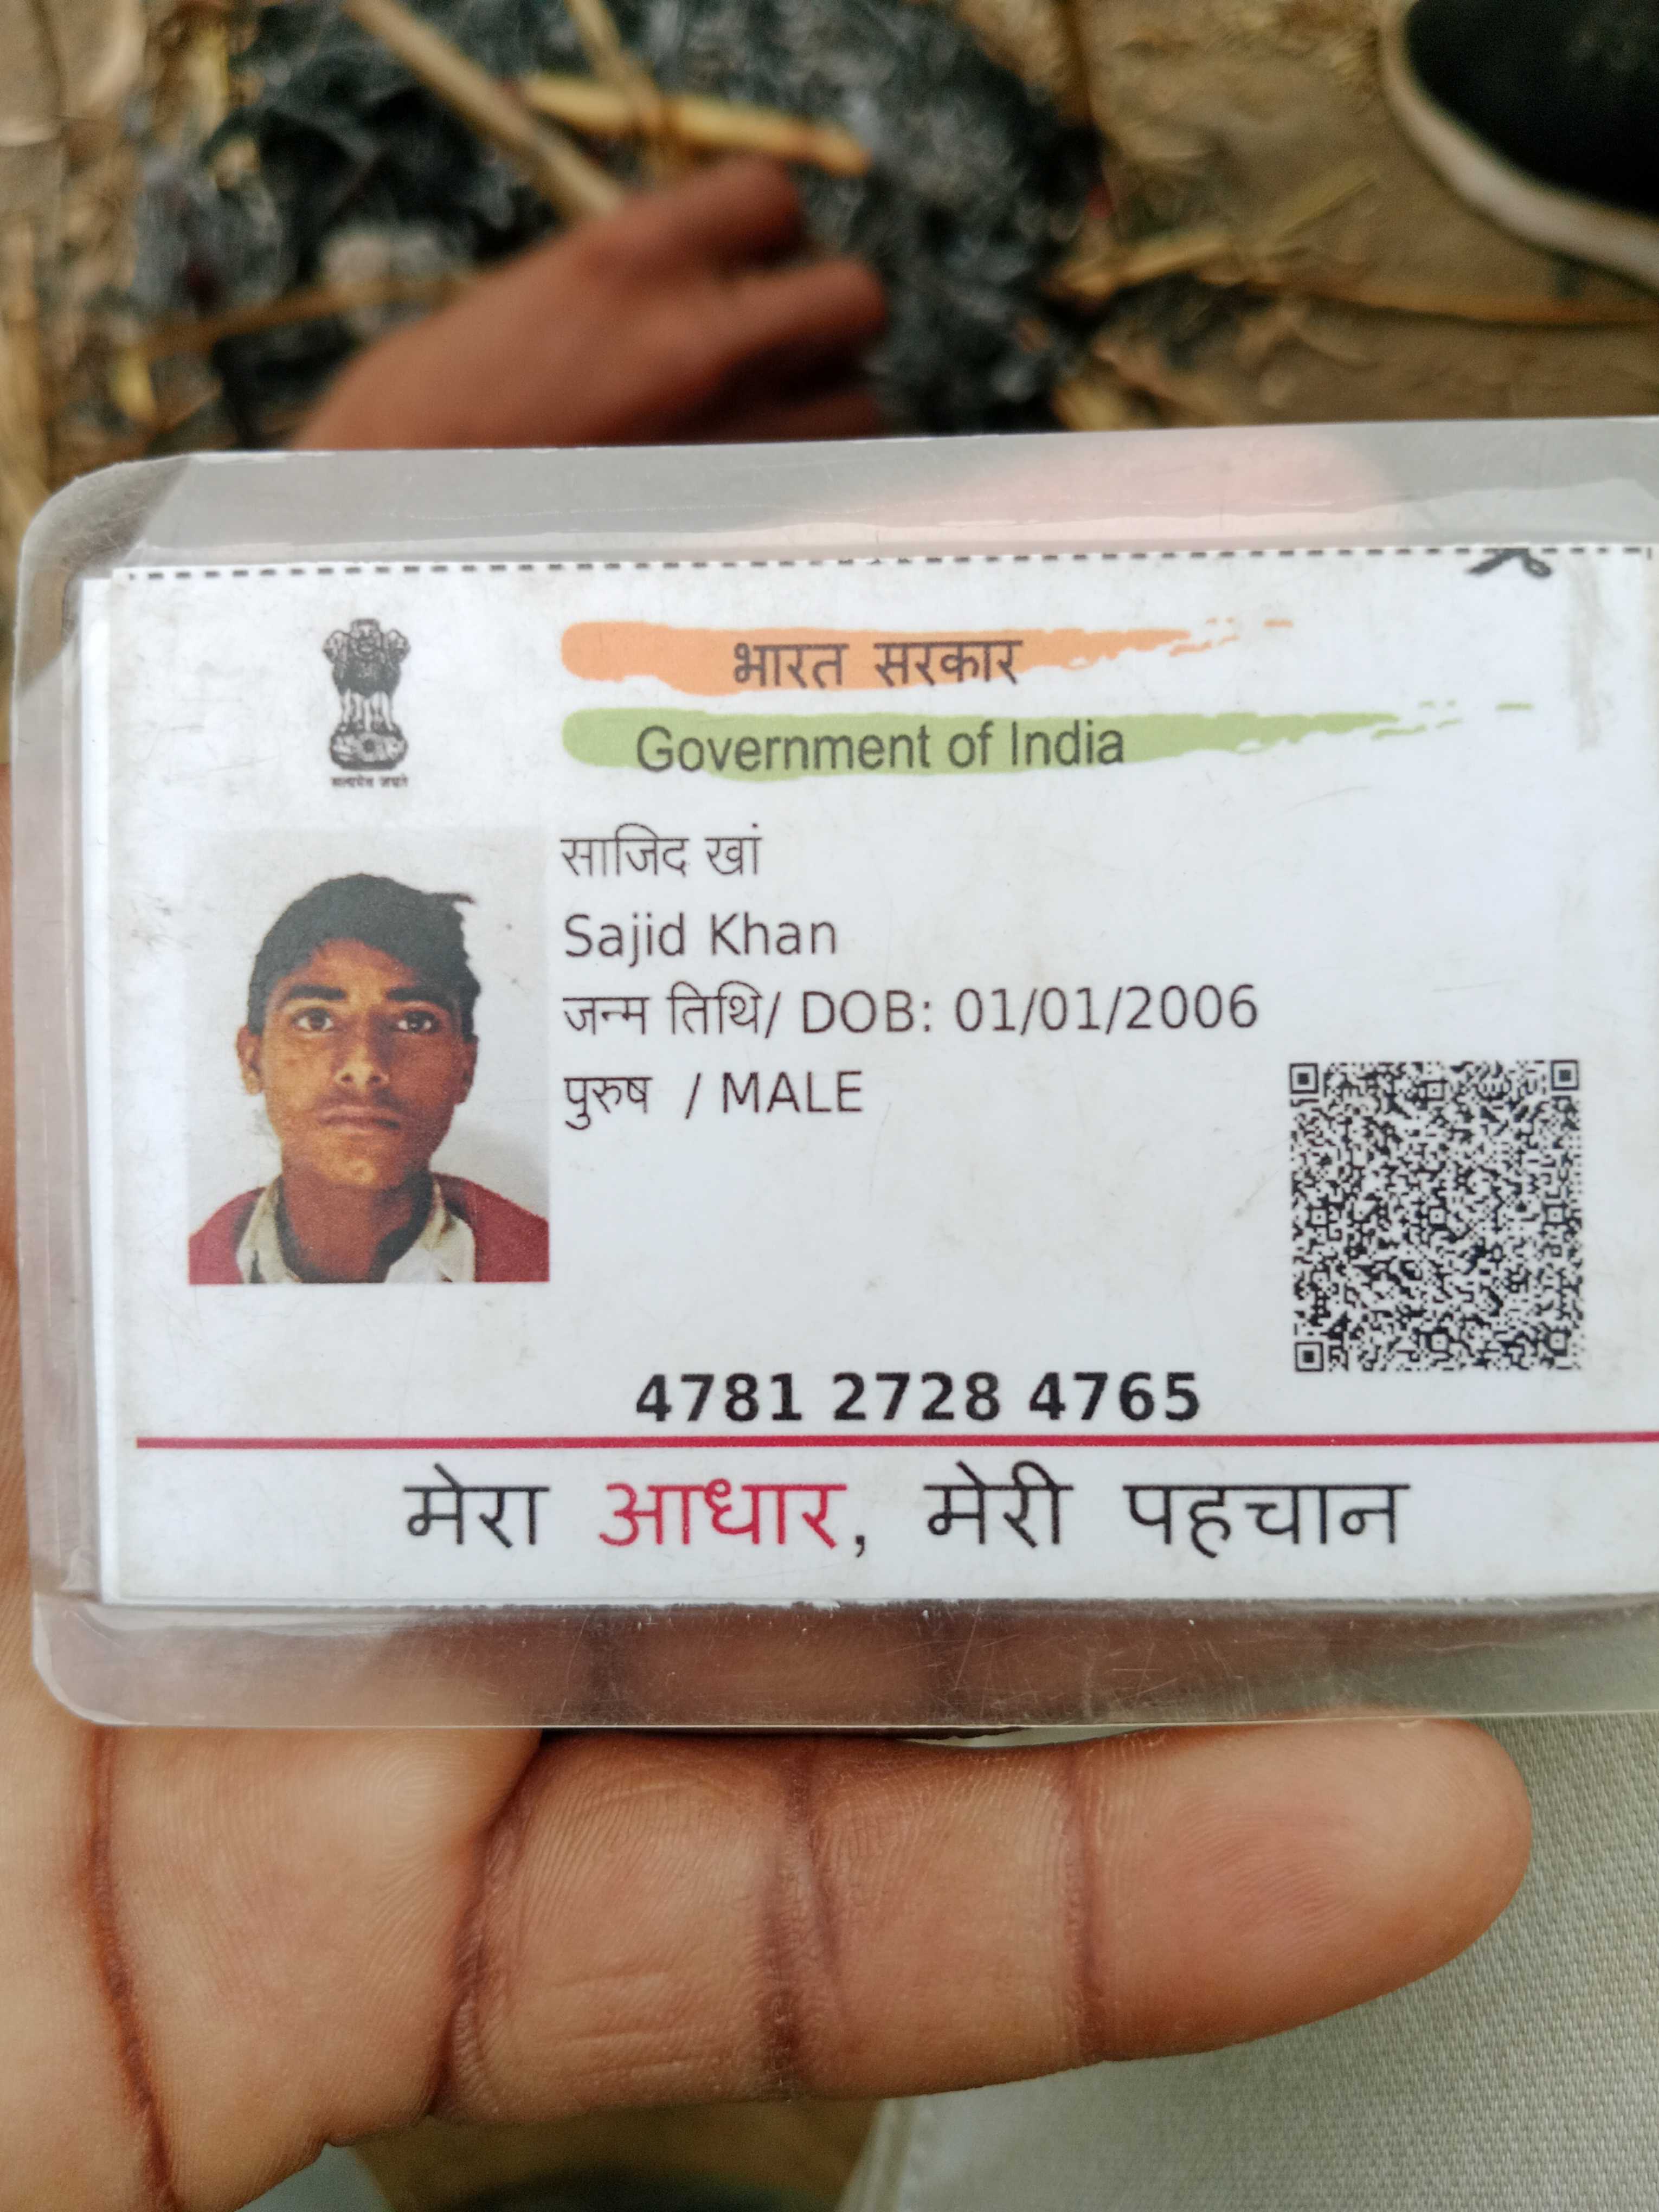 भारत सरकार
Government of India
सत्यमेव जयते
साजिद खां
Sajid Khan
जन्म तिथि/ DOB: 01/01/2006
पुरुष / MALE
4781 2728 4765
मेरा आधार, मेरी पहचान